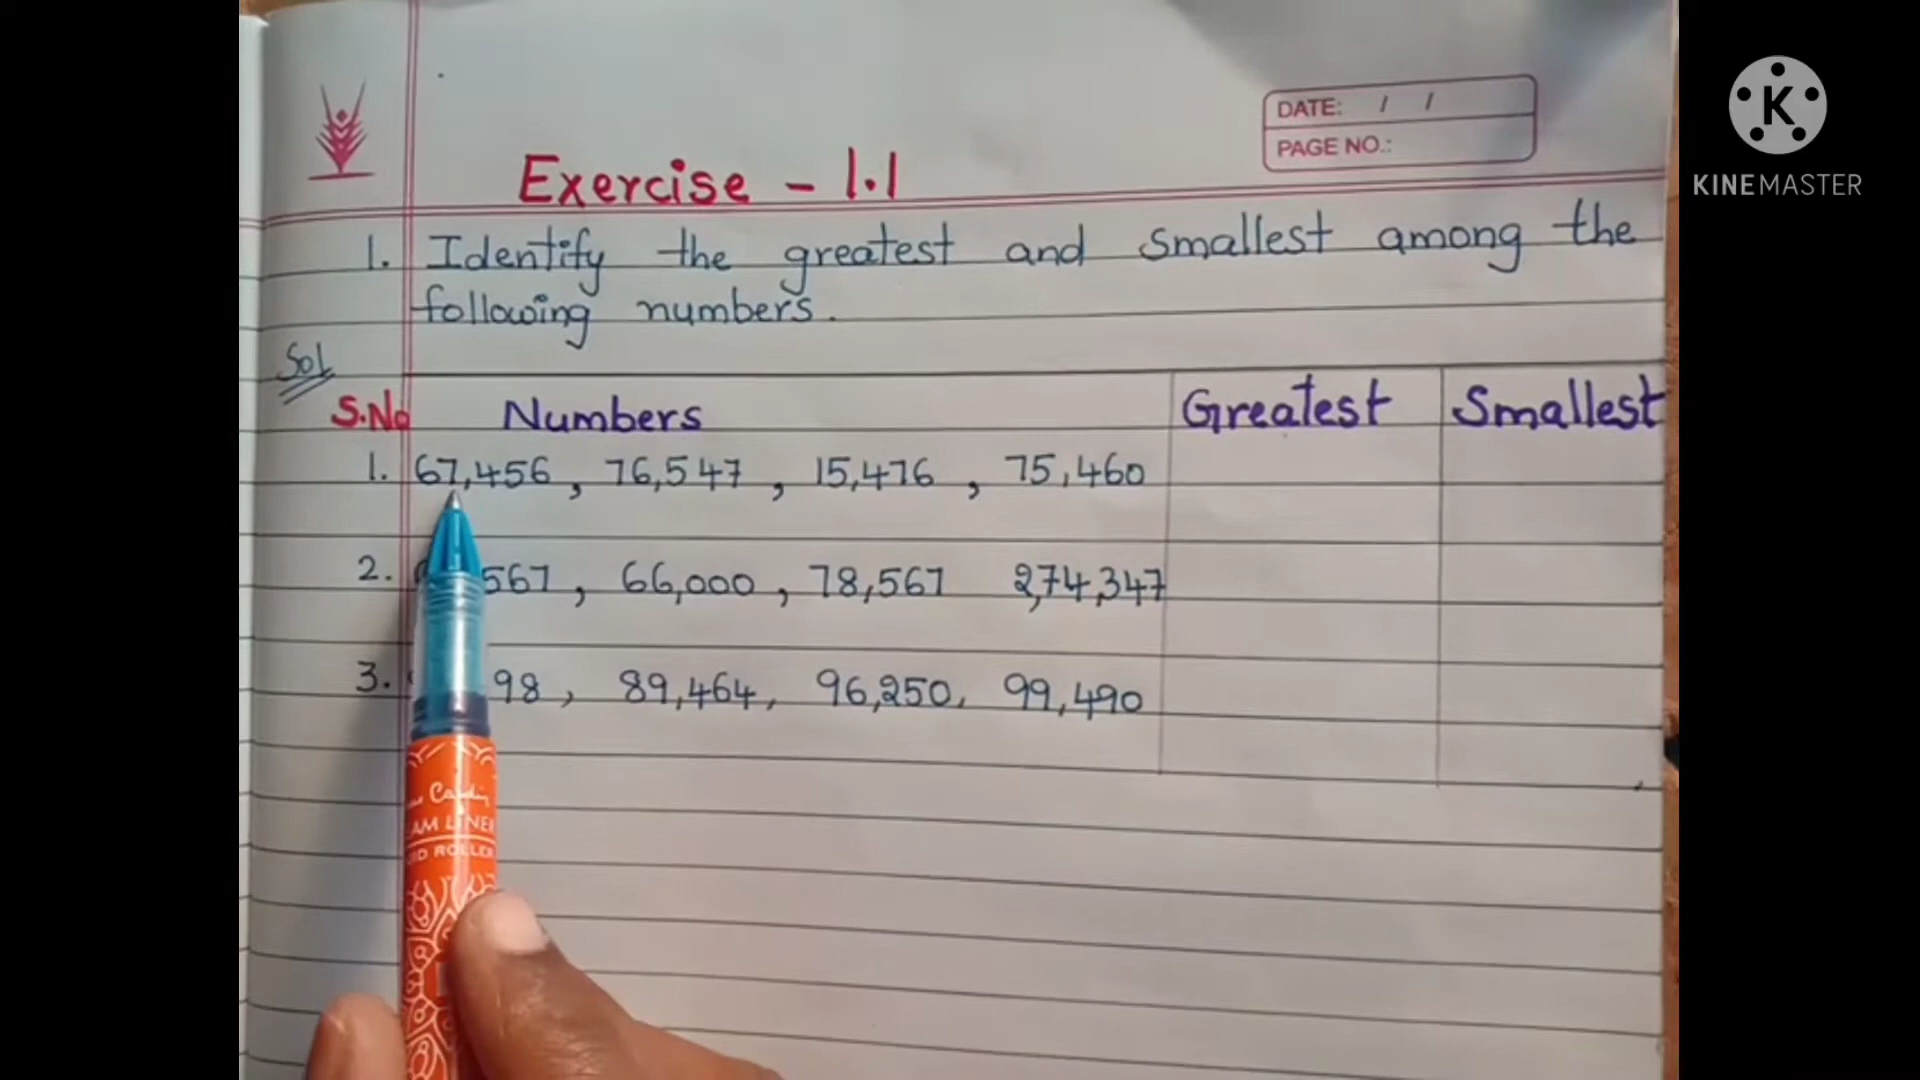 DATE: / /
PAGE NO.:
Exercise - 1.1
1. Identify the greatest and smallest among the
following numbers.
Sol
S.No Numbers Greatest Smallest
1. 67,456, 76,547, 15,476, 75,460
2. 567, 66,000, 78,567 2,74,347
3. 98, 89,464, 96,250, 99,490
KINEMASTER